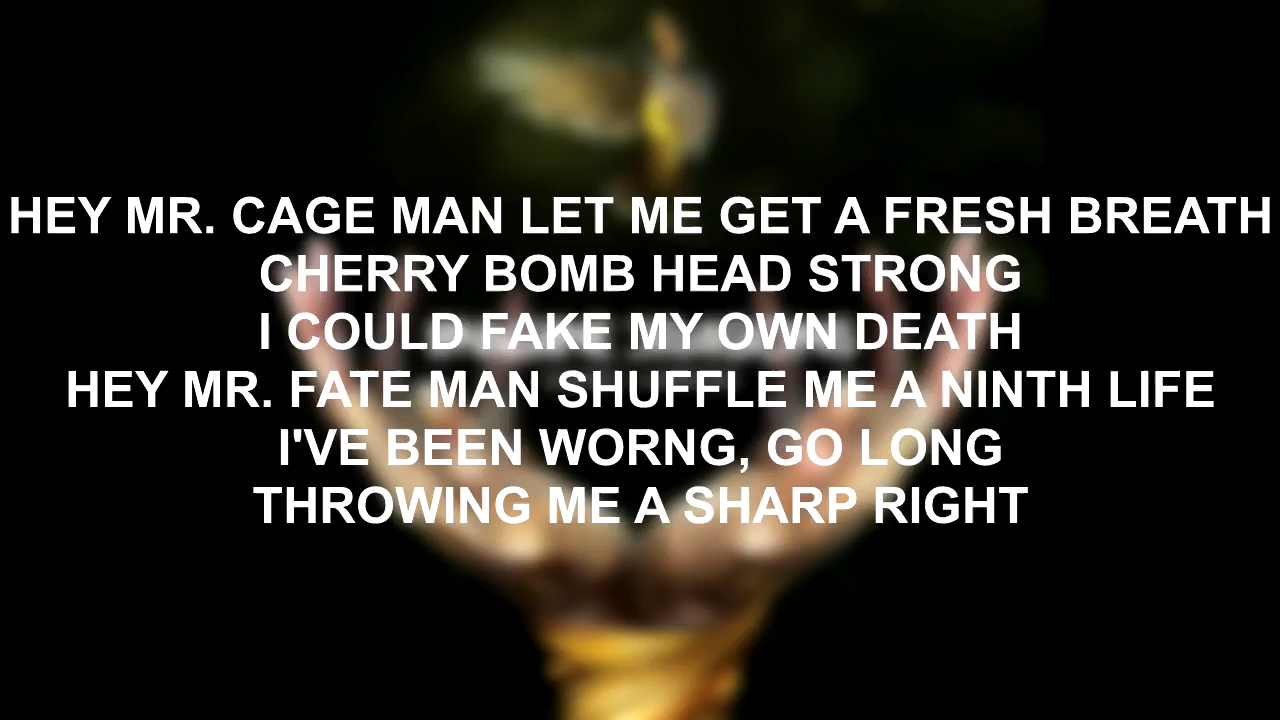 HEY MR. CAGE MAN LET ME GET A FRESH BREATH
CHERRY BOMB HEAD STRONG
I COULD FAKE MY OWN DEATH
HEY MR. FATE MAN SHUFFLE ME A NINTH LIFE
I'VE BEEN WORNG, GO LONG
THROWING ME A SHARP RIGHT